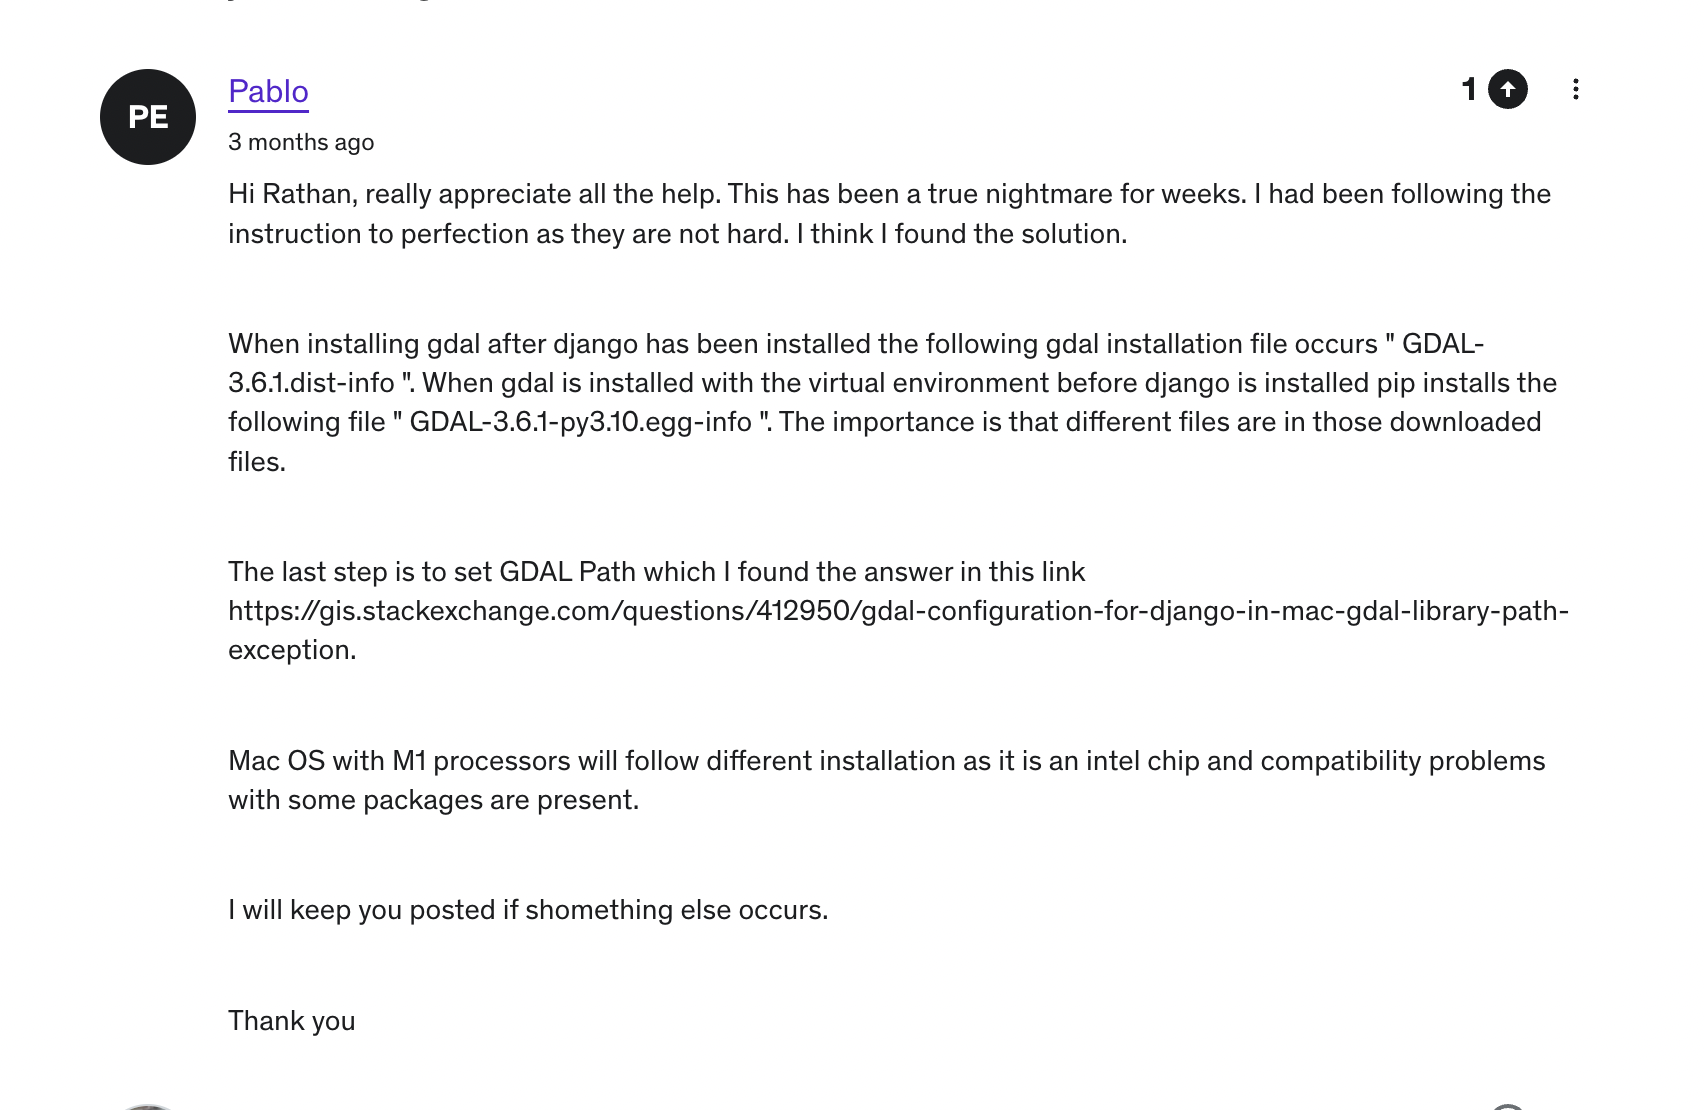 PE
Pablo
1
3 months ago
Hi Rathan, really appreciate all the help. This has been a true nightmare for weeks. I had been following the
instruction to perfection as they are not hard. I think I found the solution.
When installing gdal after django has been installed the following gdal installation file occurs " GDAL-
3.6.1.dist-info ". When gdal is installed with the virtual environment before django is installed pip installs the
following file " GDAL-3.6.1-py3.10.egg-info ". The importance is that different files are in those downloaded
files.
The last step is to set GDAL Path which I found the answer in this link
https://gis.stackexchange.com/questions/412950/gdal-configuration-for-django-in-mac-gdal-library-path-
exception.
Mac OS with M1 processors will follow different installation as it is an intel chip and compatibility problems
with some packages are present.
I will keep you posted if shomething else occurs.
Thank you